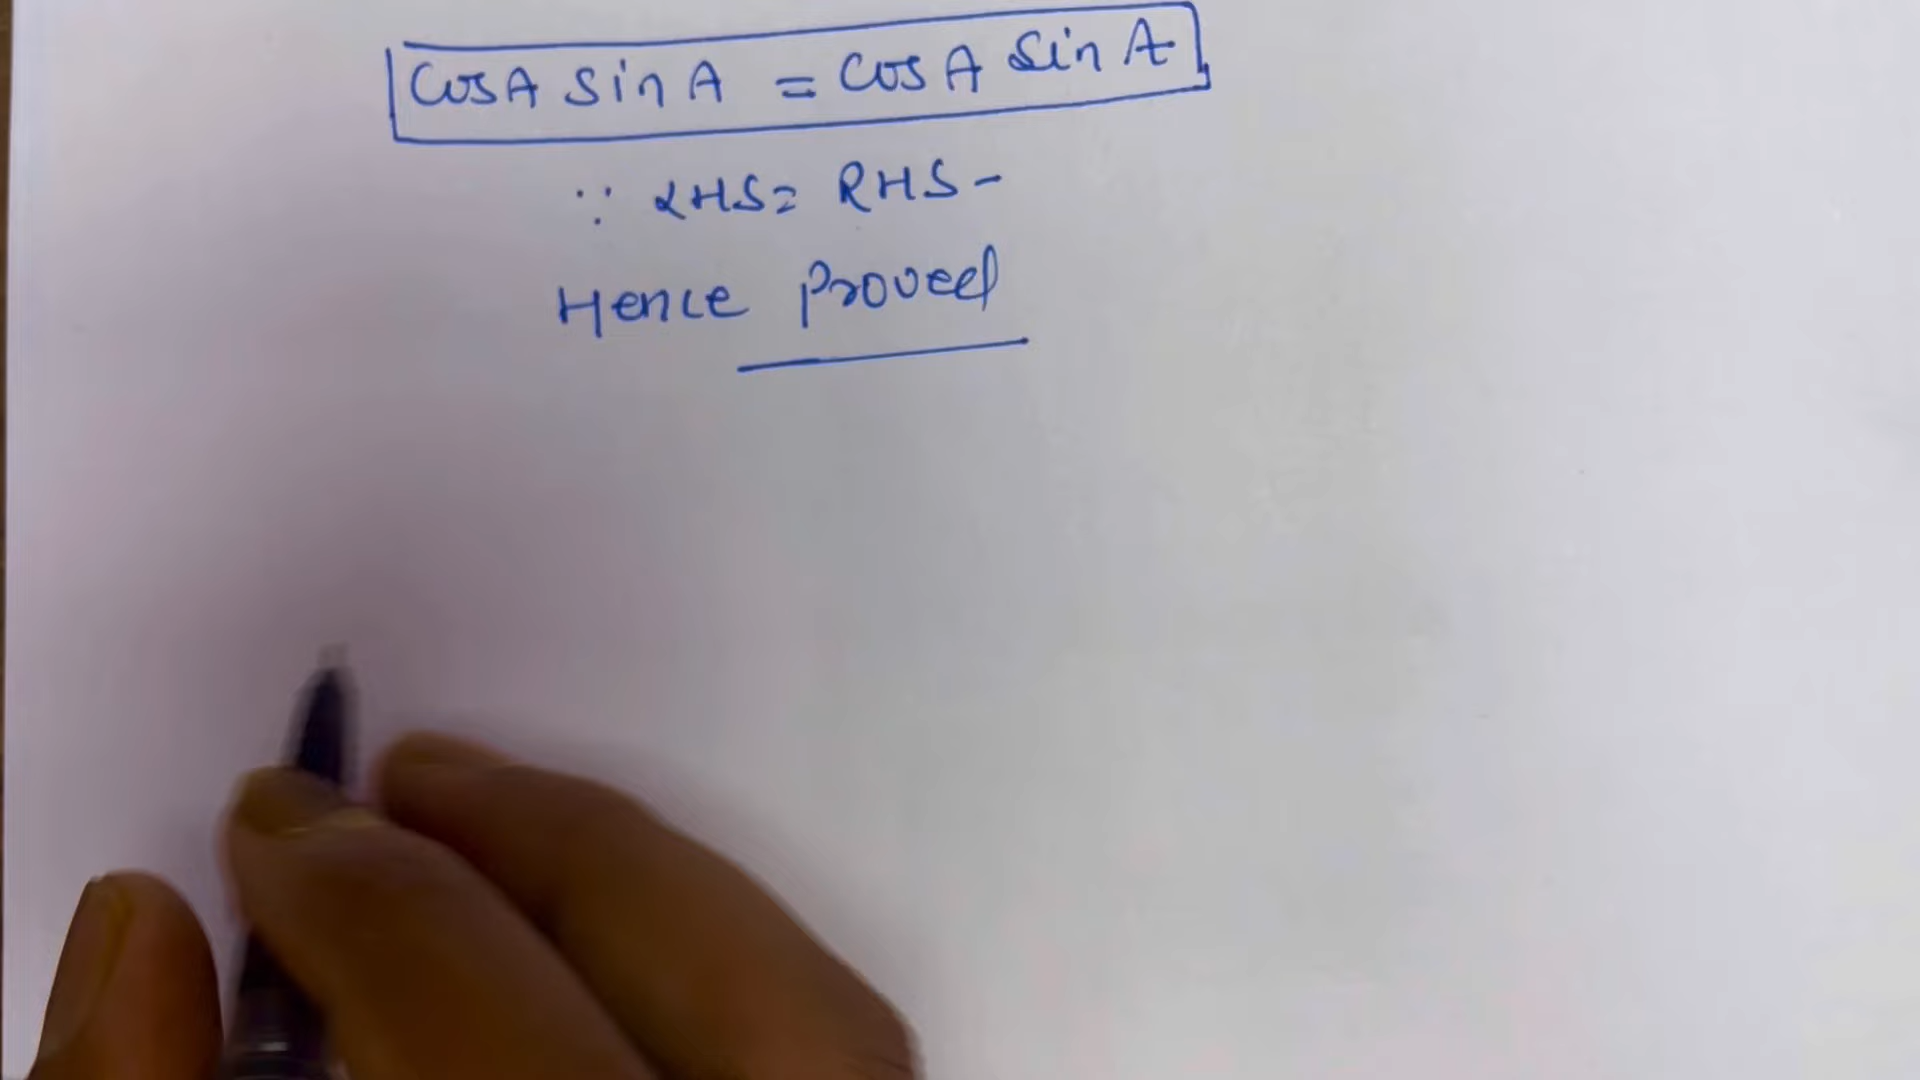 CosA sin A = cos A sin A
∵ LHS = RHS -
Hence Proved